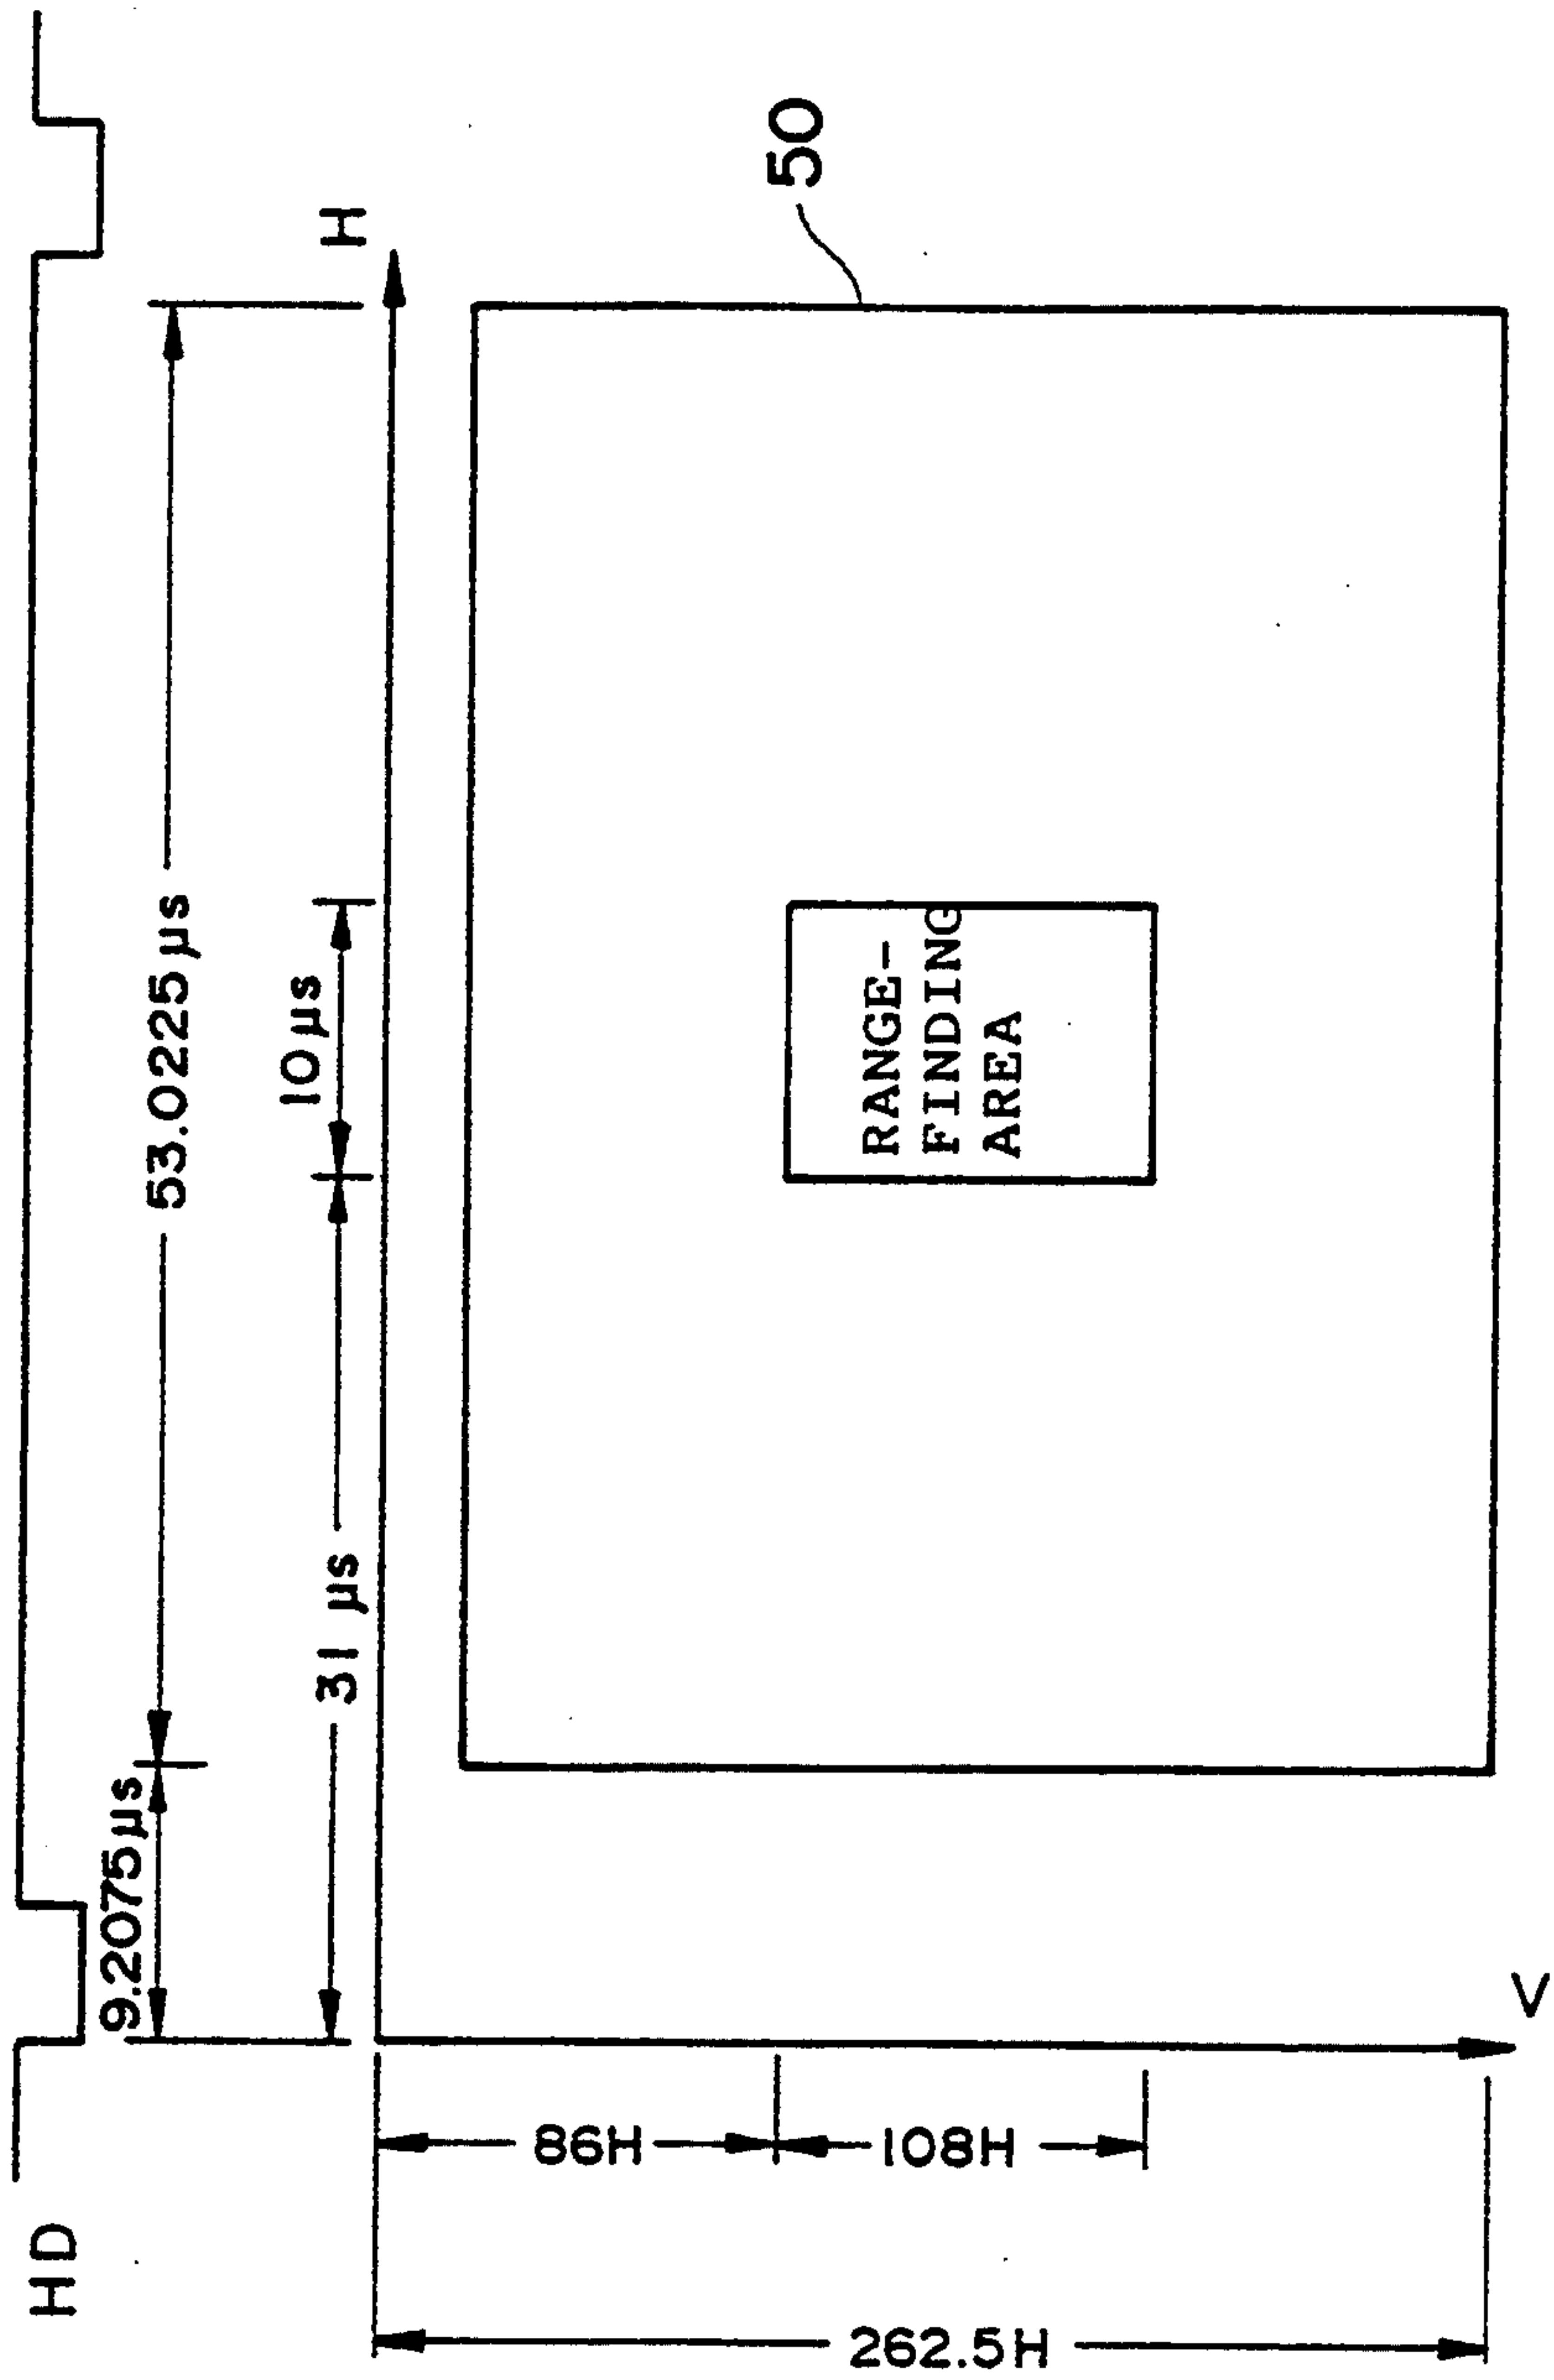 HD
9.2075μs
53.0225μs
31 μs
10μs
H
50
RANGE-
FINDING
AREA
86H
108H
262.5H
V